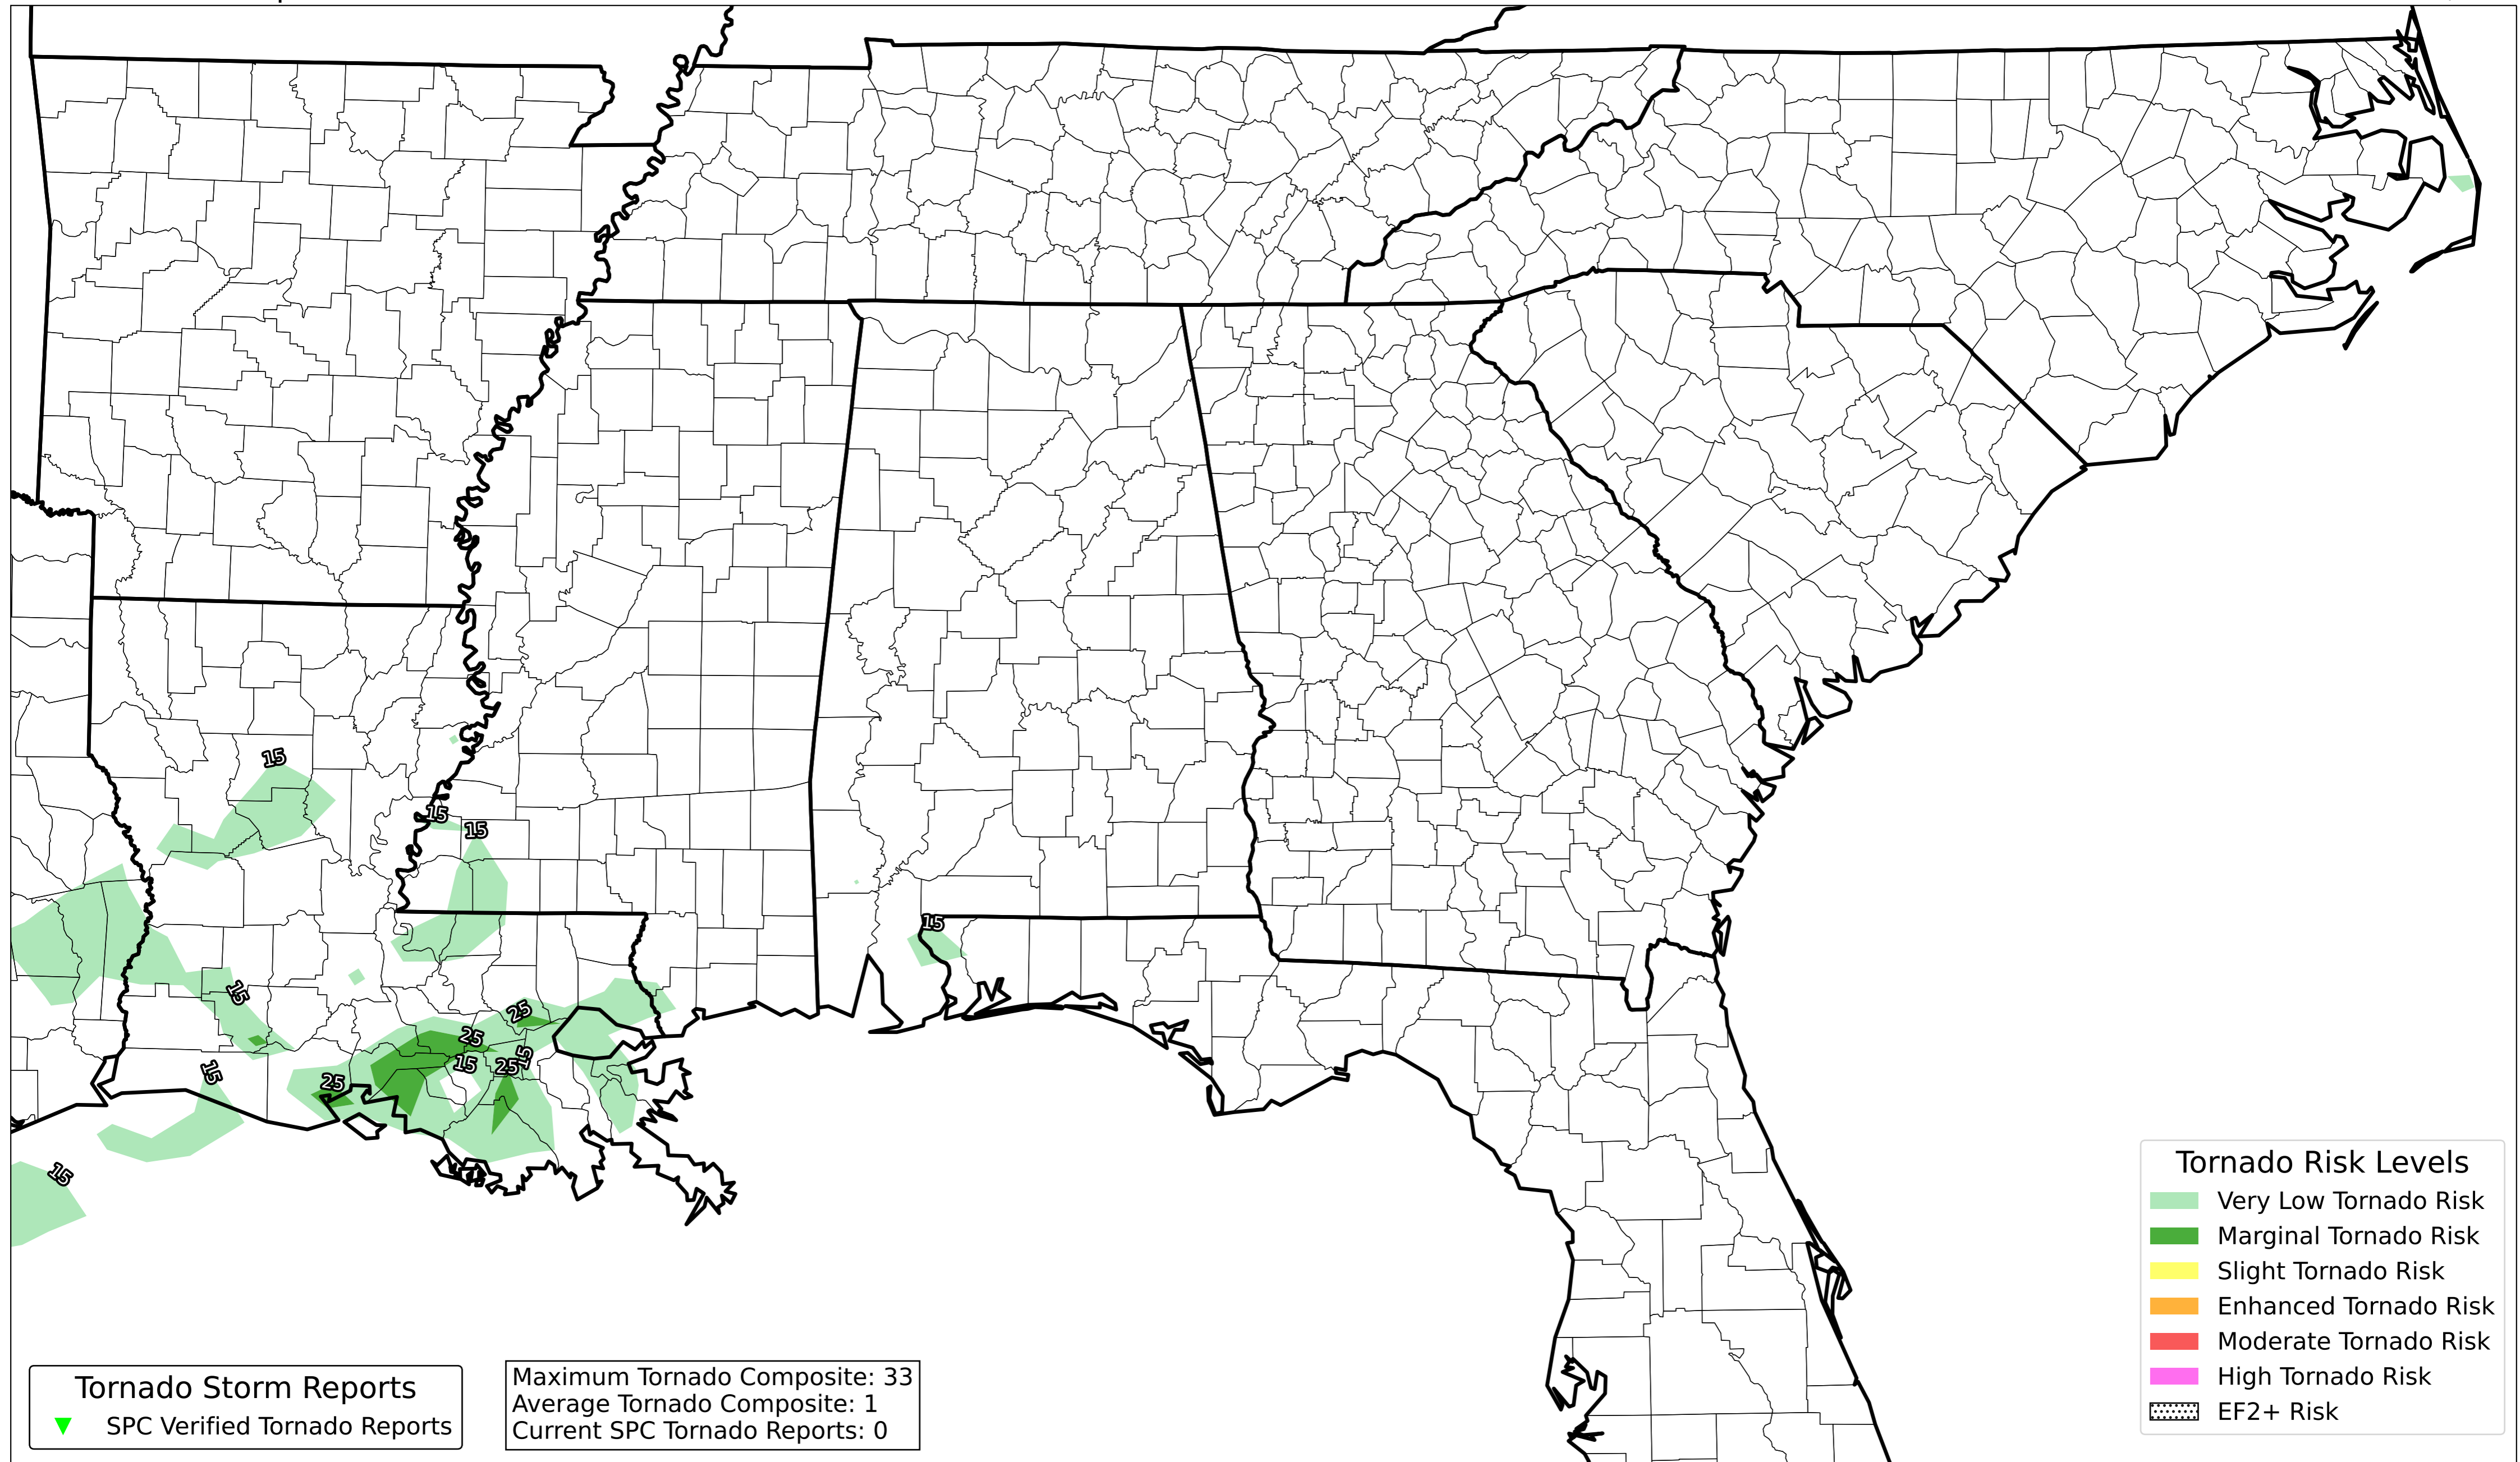 15
15
15
15
15
25
25
15
25
15
15
25
15
Tornado Storm Reports
SPC Verified Tornado Reports
Maximum Tornado Composite: 33
Average Tornado Composite: 1
Current SPC Tornado Reports: 0
Tornado Risk Levels
Very Low Tornado Risk
Marginal Tornado Risk
Slight Tornado Risk
Enhanced Tornado Risk
Moderate Tornado Risk
High Tornado Risk
EF2+ Risk